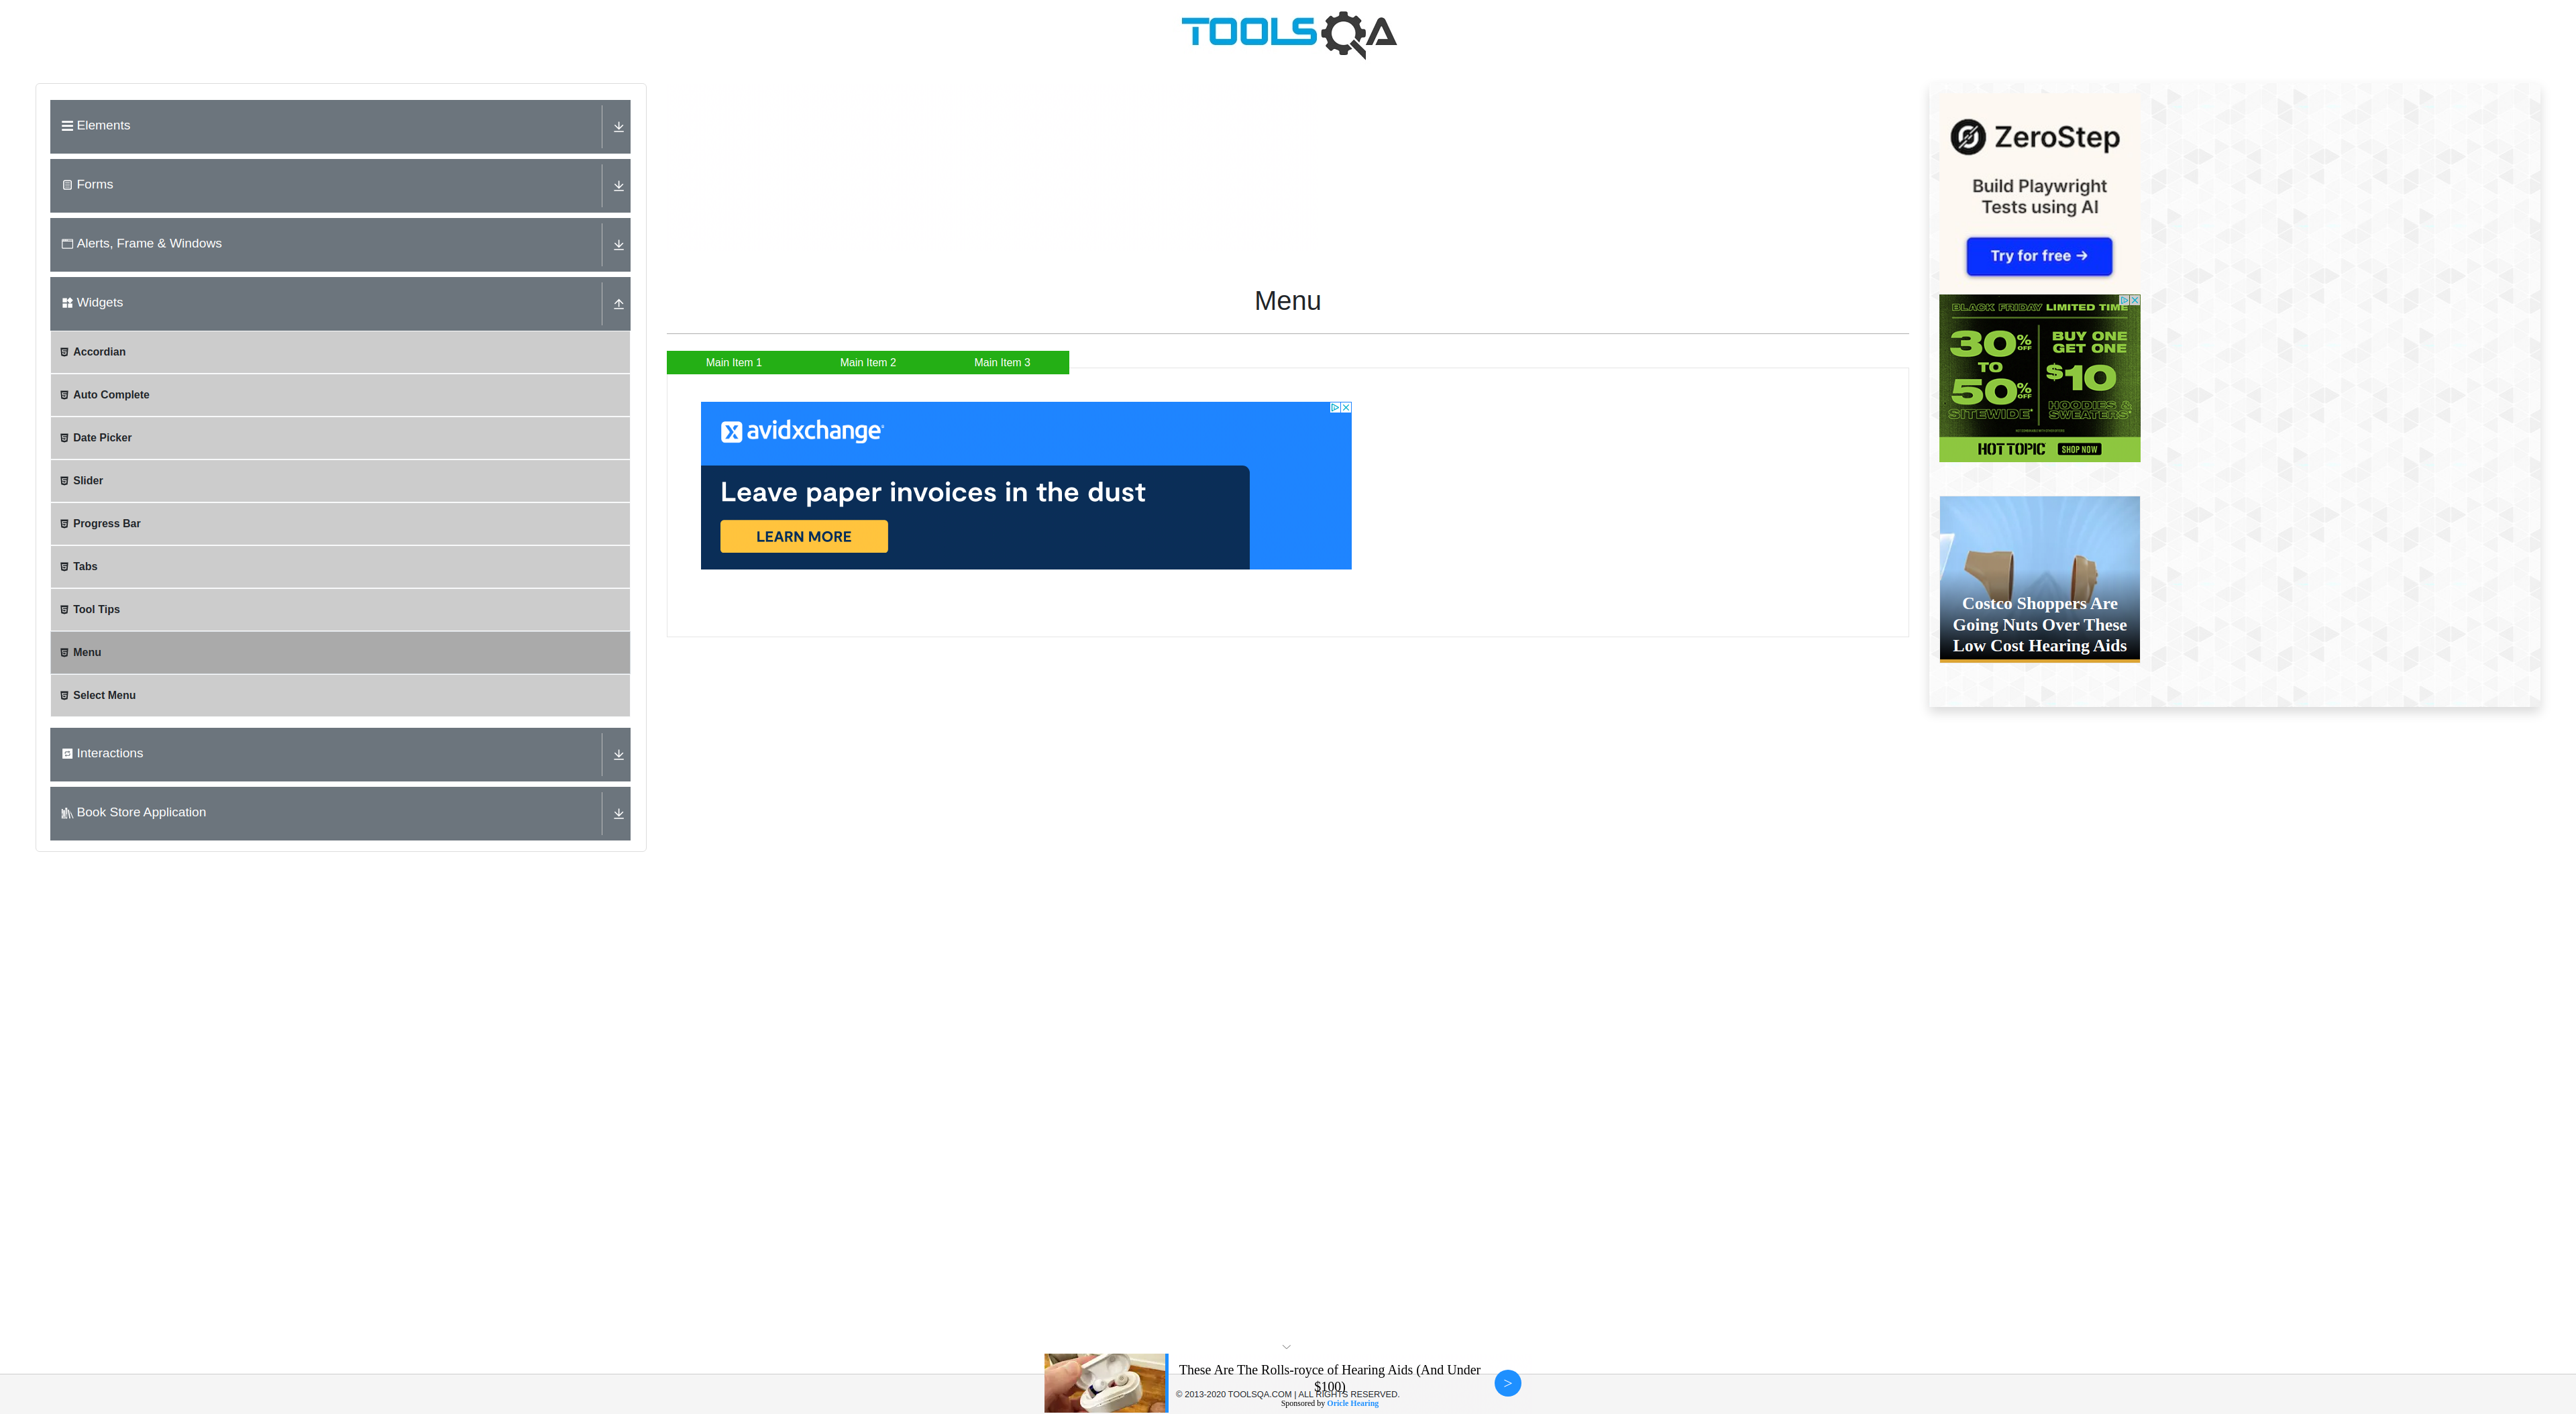 TOOLSQA
Elements
Forms
Alerts, Frame & Windows
Widgets
Accordian
Auto Complete
Date Picker
Slider
Progress Bar
Tabs
Tool Tips
Menu
Select Menu
Interactions
Book Store Application
Menu
Main Item 1
Main Item 2
Main Item 3
avidxchange
Leave paper invoices in the dust
LEARN MORE
ZeroStep
Build Playwright
Tests using AI
Try for free →
BLACK FRIDAY LIMITED TIME
30% OFF
TO
50% OFF
SITEWIDE*
BUY ONE
GET ONE
$10
HOODIES &
SWEATERS*
HOT TOPIC SHOP NOW
Costco Shoppers Are
Going Nuts Over These
Low Cost Hearing Aids
These Are The Rolls-royce of Hearing Aids (And Under
$100)
© 2013-2020 TOOLSQA.COM | ALL RIGHTS RESERVED.
Sponsored by Oricle Hearing
>